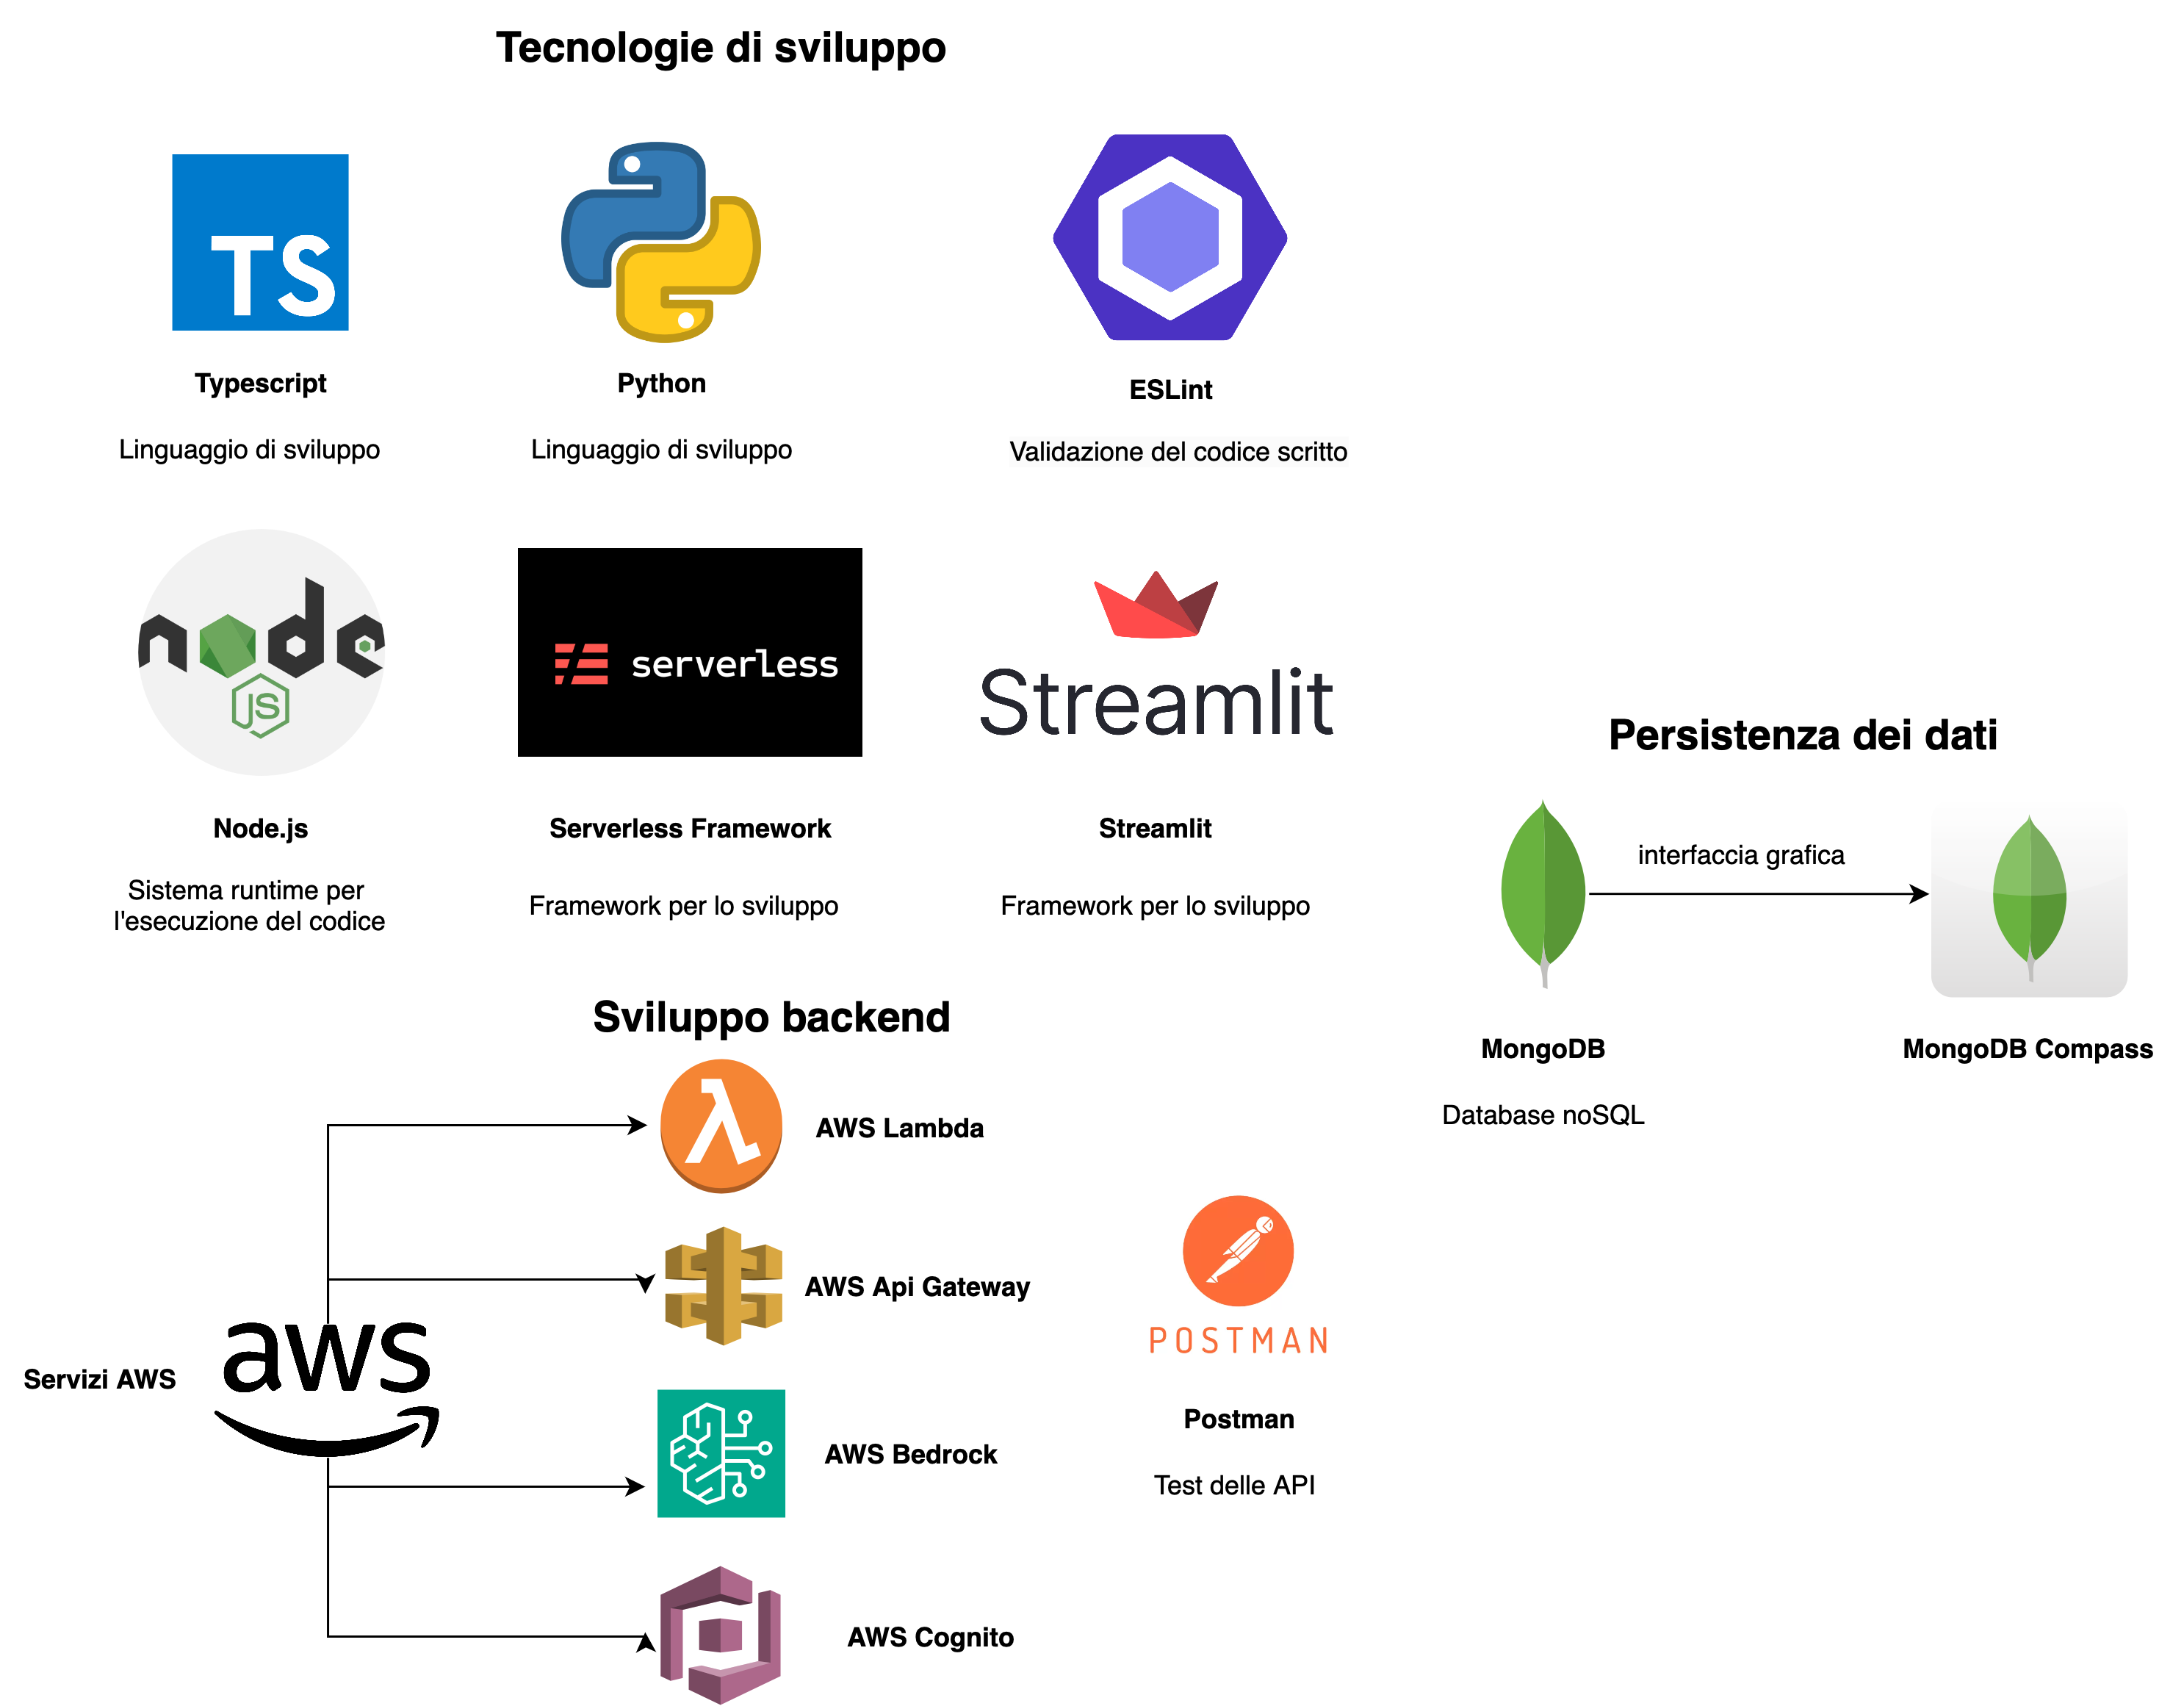 Tecnologie di sviluppo
TS
Typescript
Linguaggio di sviluppo
Python
Linguaggio di sviluppo
ESLint
Validazione del codice scritto
node
JS
Node.js
Sistema runtime per
l'esecuzione del codice
serverless
Serverless Framework
Framework per lo sviluppo
Streamlit
Streamlit
Framework per lo sviluppo
Persistenza dei dati
interfaccia grafica
MongoDB
Database noSQL
MongoDB Compass
Sviluppo backend
Servizi AWS
aws
AWS Lambda
AWS Api Gateway
AWS Bedrock
AWS Cognito
POSTMAN
Postman
Test delle API